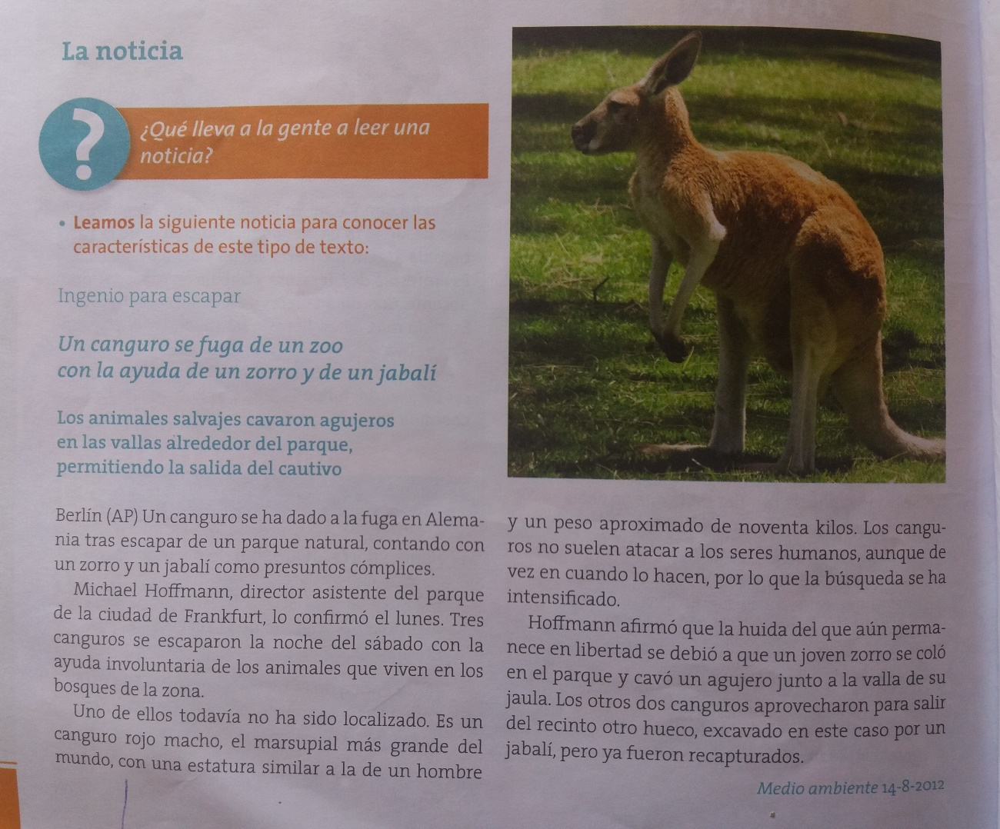 La noticia
?
¿Qué lleva a la gente a leer una
noticia?
• Leamos la siguiente noticia para conocer las
características de este tipo de texto:
Ingenio para escapar
Un canguro se fuga de un zoo
con la ayuda de un zorro y de un jabalí
Los animales salvajes cavaron agujeros
en las vallas alrededor del parque,
permitiendo la salida del cautivo
Berlín (AP) Un canguro se ha dado a la fuga en Alema-
nia tras escapar de un parque natural, contando con
un zorro y un jabalí como presuntos cómplices.
Michael Hoffmann, director asistente del parque
de la ciudad de Frankfurt, lo confirmó el lunes. Tres
canguros se escaparon la noche del sábado con la
ayuda involuntaria de los animales que viven en los
bosques de la zona.
Uno de ellos todavía no ha sido localizado. Es un
canguro rojo macho, el marsupial más grande del
mundo, con una estatura similar a la de un hombre
y un peso aproximado de noventa kilos. Los cangu-
ros no suelen atacar a los seres humanos, aunque de
vez en cuando lo hacen, por lo que la búsqueda se ha
intensificado.
Hoffmann afirmó que la huida del que aún perma-
nece en libertad se debió a que un joven zorro se coló
en el parque y cavó un agujero junto a la valla de su
jaula. Los otros dos canguros aprovecharon para salir
del recinto otro hueco, excavado en este caso por un
jabalí, pero ya fueron recapturados.
Medio ambiente 14-8-2012